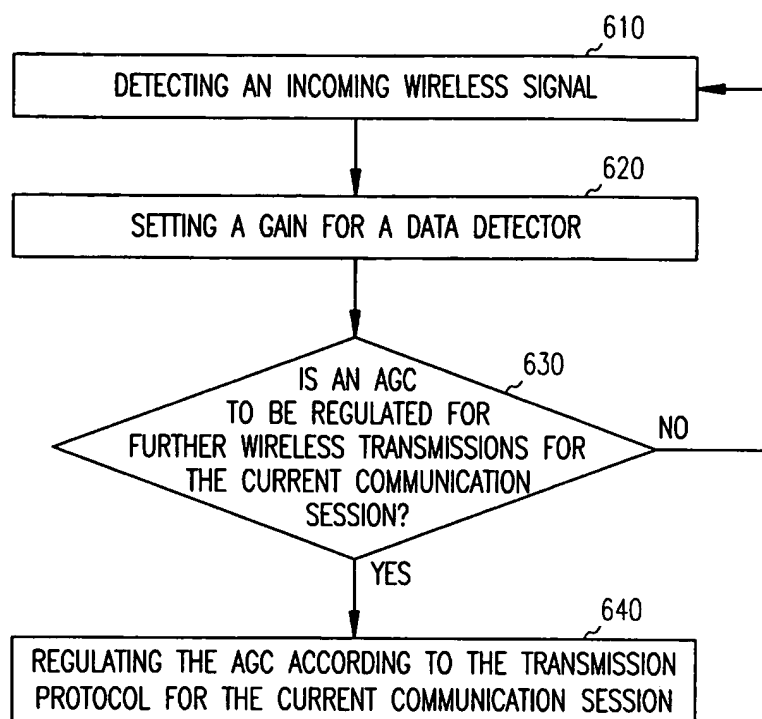 610
DETECTING AN INCOMING WIRELESS SIGNAL
620
SETTING A GAIN FOR A DATA DETECTOR
630
IS AN AGC
TO BE REGULATED FOR
FURTHER WIRELESS TRANSMISSIONS FOR
THE CURRENT COMMUNICATION
SESSION?
NO
YES
640
REGULATING THE AGC ACCORDING TO THE TRANSMISSION
PROTOCOL FOR THE CURRENT COMMUNICATION SESSION